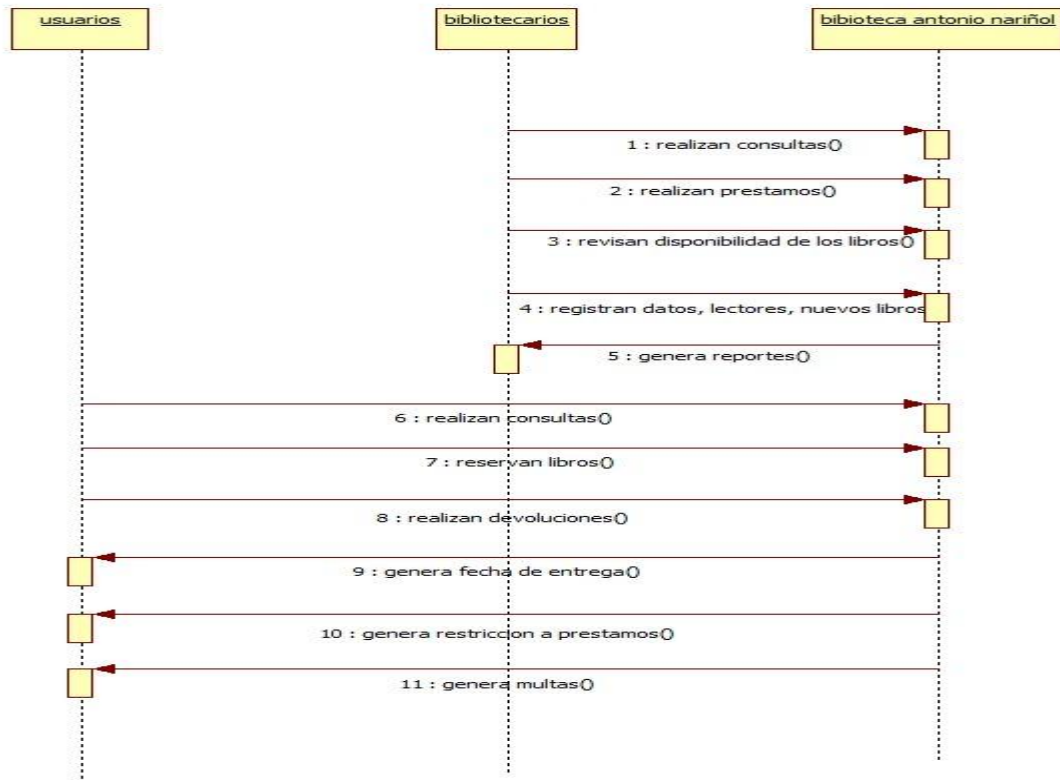 usuarios
bibliotecarios
bibioteca antonio nariñol
1 : realizan consultas()
2 : realizan prestamos()
3 : revisan disponibilidad de los libros()
4 : registran datos, lectores, nuevos libros
5 : genera reportes()
6 : realizan consultas()
7 : reservan libros()
8 : realizan devoluciones()
9 : genera fecha de entrega()
10 : genera restriccion a prestamos()
11 : genera multas()